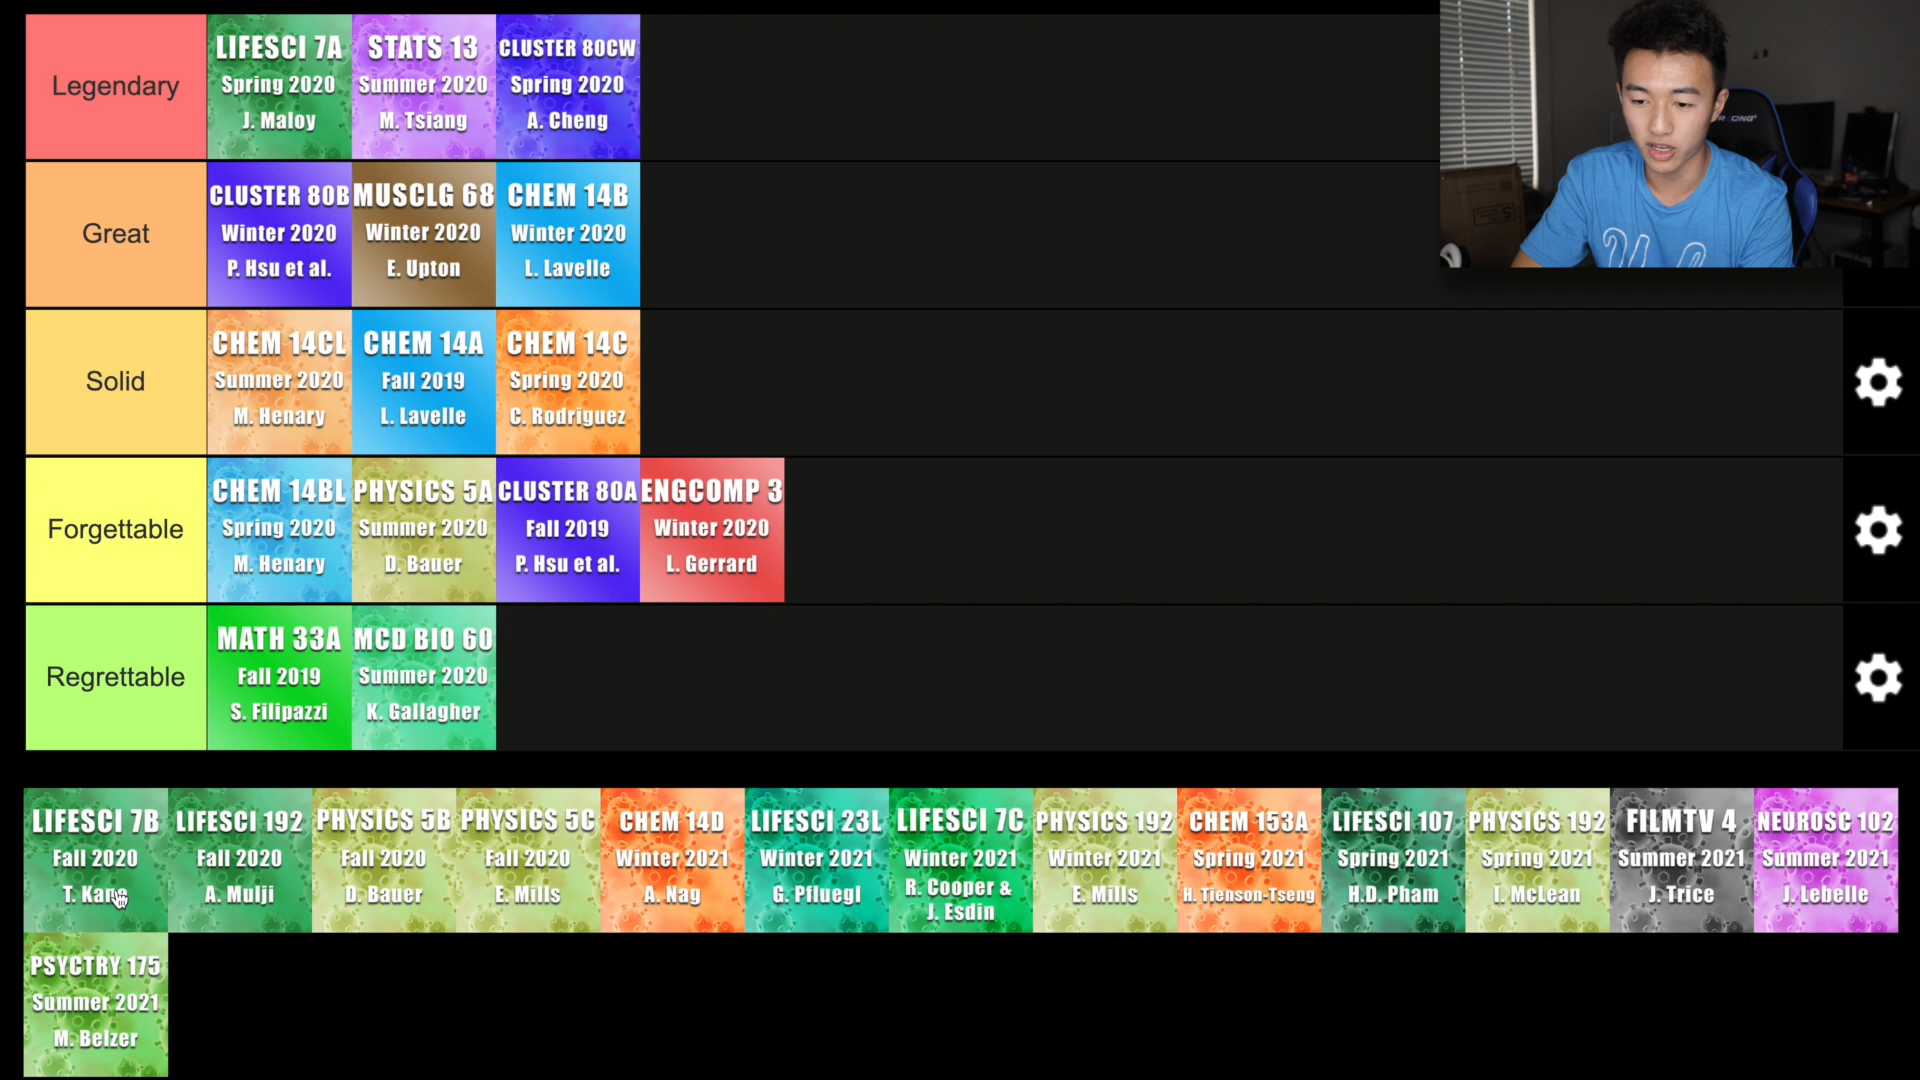 Legendary
LIFESCI 7A
Spring 2020
J. Maloy
STATS 13
Summer 2020
M. Tsiang
CLUSTER 80CW
Spring 2020
A. Cheng
Great
CLUSTER 80B
Winter 2020
P. Hsu et al.
MUSCLG 68
Winter 2020
E. Upton
CHEM 14B
Winter 2020
L. Lavelle
Solid
CHEM 14CL
Summer 2020
M. Henary
CHEM 14A
Fall 2019
L. Lavelle
CHEM 14C
Spring 2020
C. Rodriguez
Forgettable
CHEM 14BL
Spring 2020
M. Henary
PHYSICS 5A
Summer 2020
D. Bauer
CLUSTER 80A
Fall 2019
P. Hsu et al.
ENGCOMP 3
Winter 2020
L. Gerrard
Regrettable
MATH 33A
Fall 2019
S. Filipazzi
MCD BIO 60
Summer 2020
K. Gallagher
LIFESCI 7B
Fall 2020
T.
LIFESCI 192
Fall 2020
A. Mulji
PHYSICS 5B
Fall 2020
D. Bauer
PHYSICS 5C
Fall 2020
E. Mills
CHEM 14D
Winter 2021
A. Nag
LIFESCI 23L
Winter 2021
G. Pfluegl
LIFESCI 7C
Winter 2021
R. Cooper &
J. Esdin
PHYSICS 192
Winter 2021
E. Mills
CHEM 153A
Spring 2021
H. Tienson-Tseng
LIFESCI 107
Spring 2021
H.D. Pham
PHYSICS 192
Spring 2021
I. McLean
FILMTV 4
Summer 2021
J. Trice
NEUROSC 102
Summer 2021
J. Lebelle
PSYCTRY 175
Summer 2021
M. Belzer